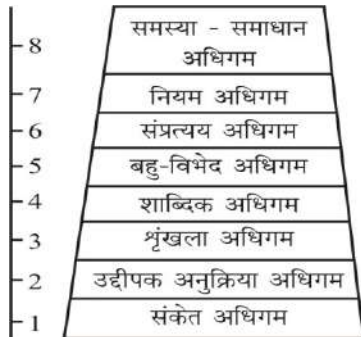 8
समस्या - समाधान
अधिगम
7
नियम अधिगम
6
संप्रत्यय अधिगम
5
बहु-विभेद अधिगम
4
शाब्दिक अधिगम
3
शृंखला अधिगम
2
उद्दीपक अनुक्रिया अधिगम
1
संकेत अधिगम